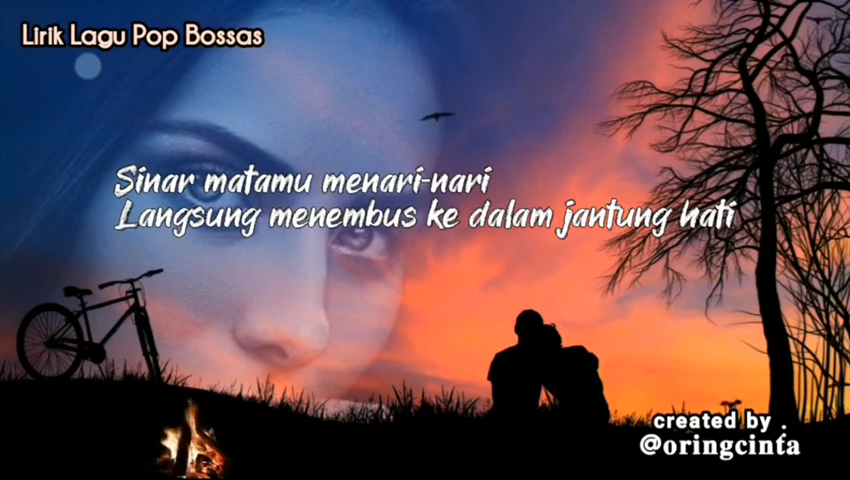 Lirik Lagu Pop Bossas
Sinar matamu menari-nari
Langsung menembus ke dalam jantung hati
created by .
@oringcinta